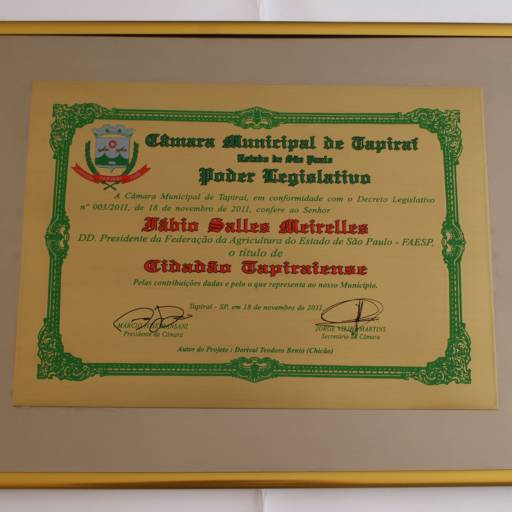 Câmara Municipal de Tapiraí
Estado de São Paulo
Poder Legislativo
A Câmara Municipal de Tapiraí, em conformidade com o Decreto Legislativo
nº 003/2011, de 18 de novembro de 2011, confere ao Senhor
Fábio Salles Meirelles
DD. Presidente da Federação da Agricultura do Estado de São Paulo - FAESP,
o título de
Cidadão Tapiraiense
Pelas contribuições dadas e pelo o que representa ao nosso Município.
Tapiraí - SP, em 18 de novembro de 2011
Presidente da Câmara
JORGE VIEIRA MARTINI
Secretário da Câmara
Autor do Projeto : Dorival Teodoro Bento (Chicão)